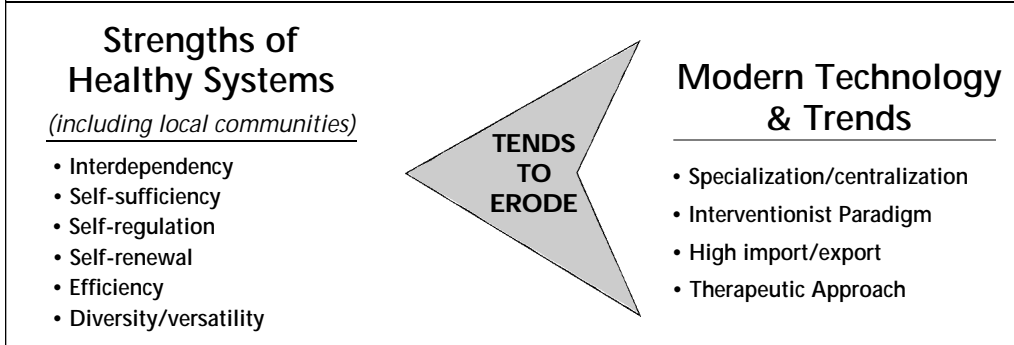 Strengths of
Healthy Systems
(including local communities)
• Interdependency
• Self-sufficiency
• Self-regulation
• Self-renewal
• Efficiency
• Diversity/versatility
TENDS
TO
ERODE
Modern Technology
& Trends
• Specialization/centralization
• Interventionist Paradigm
• High import/export
• Therapeutic Approach